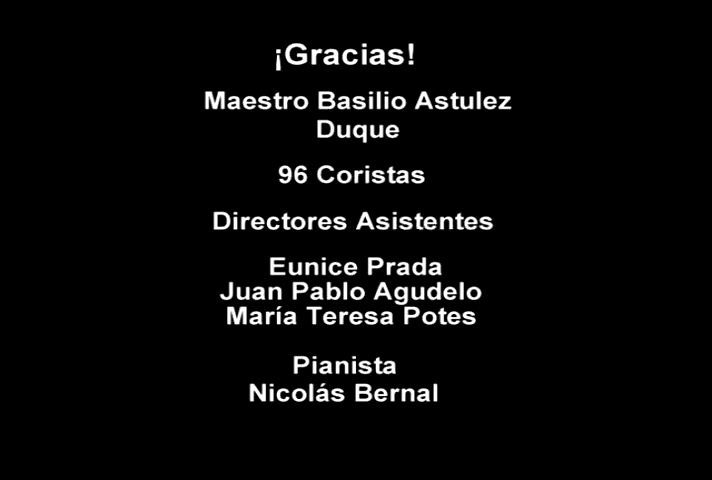 ¡Gracias!
Maestro Basilio Astulez
Duque
96 Coristas
Directores Asistentes
Eunice Prada
Juan Pablo Agudelo
María Teresa Potes
Pianista
Nicolás Bernal